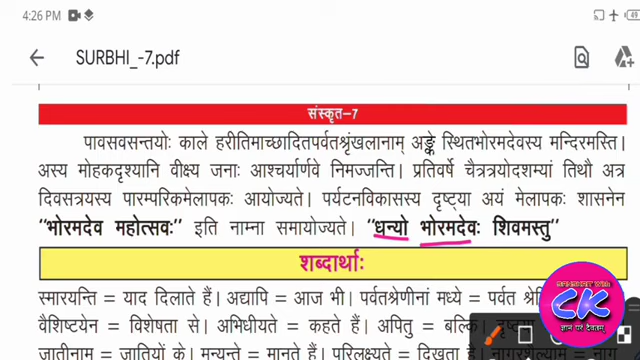 4:26 PM
49
SURBHI_-7.pdf
संस्कृत-7
पावसवसन्तयोः काले हरीतिमाच्छादितपर्वतश्रृंखलानाम् अङ्के स्थितभोरमदेवस्य मन्दिरमस्ति।
अस्य मोहकदृश्यानि वीक्ष्य जनाः आश्चर्यार्णवे निमज्जन्ति। प्रतिवर्षे चैत्रत्रयोदशम्यां तिथौ अत्र
दिवसत्रयस्य पारम्परिकमेलापकः आयोज्यते। पर्यटनविकासस्य दृष्ट्या अयं मेलापकः शासनेन
"भोरमदेव महोत्सवः" इति नाम्ना समायोज्यते। "धन्यो भोरमदेवः शिवमस्तु"
शब्दार्थाः
स्मारयन्ति = याद दिलाते हैं। अद्यापि = आज भी। पर्वतश्रेणीनां मध्ये = पर्वत
वैशिष्टयेन = विशेषता से। अभिधीयते = कहते हैं। अपितु = बल्कि।
जातीनाम् = जातियों के। मन्यन्ते = मानते हैं। परिलक्ष्यते = दिखता है।
CK
ज्ञान परं दैवतम्